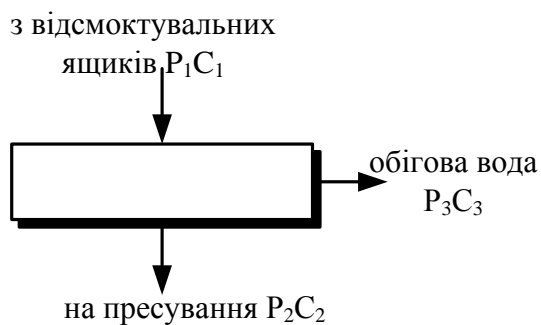 з відсмоктувальних
ящиків P₁C₁
обігова вода
P₃C₃
на пресування P₂C₂